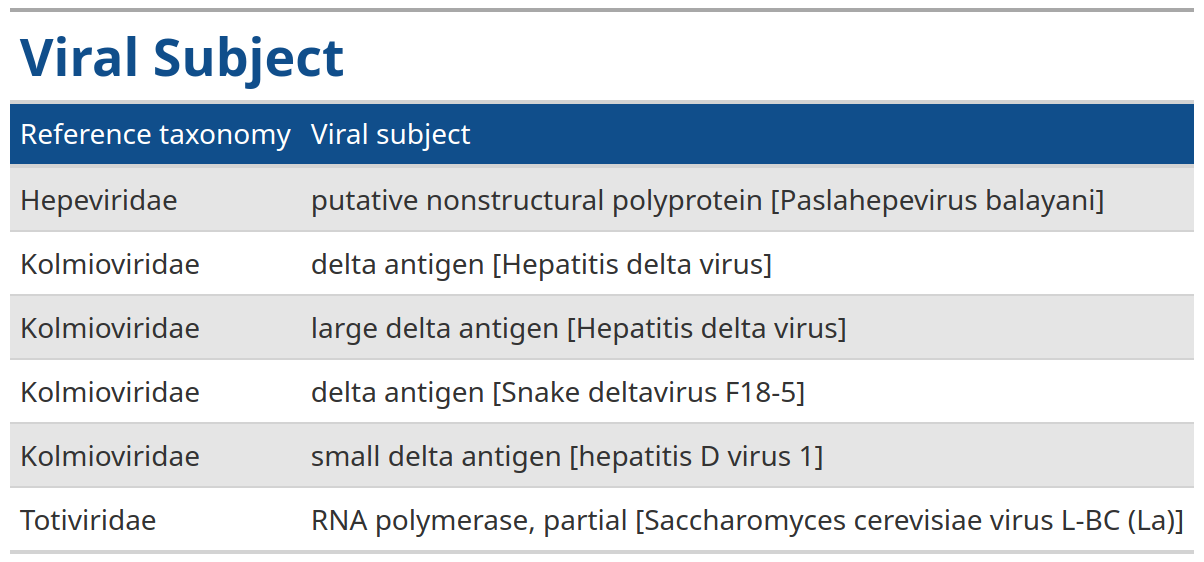 Viral Subject
Reference taxonomy Viral subject
Hepeviridae putative nonstructural polyprotein [Paslahepevirus balayani]
Kolmioviridae delta antigen [Hepatitis delta virus]
Kolmioviridae large delta antigen [Hepatitis delta virus]
Kolmioviridae delta antigen [Snake deltavirus F18-5]
Kolmioviridae small delta antigen [hepatitis D virus 1]
Totiviridae RNA polymerase, partial [Saccharomyces cerevisiae virus L-BC (La)]